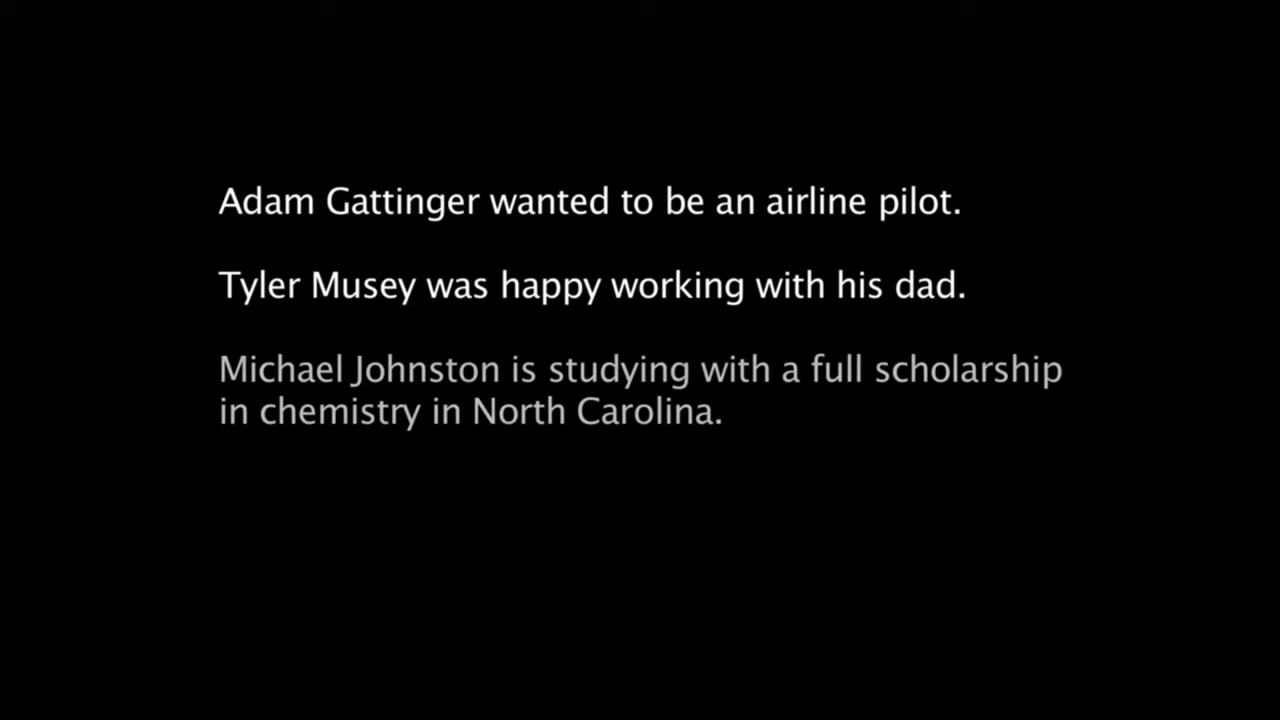 Adam Gattinger wanted to be an airline pilot.
Tyler Musey was happy working with his dad.
Michael Johnston is studying with a full scholarship
in chemistry in North Carolina.